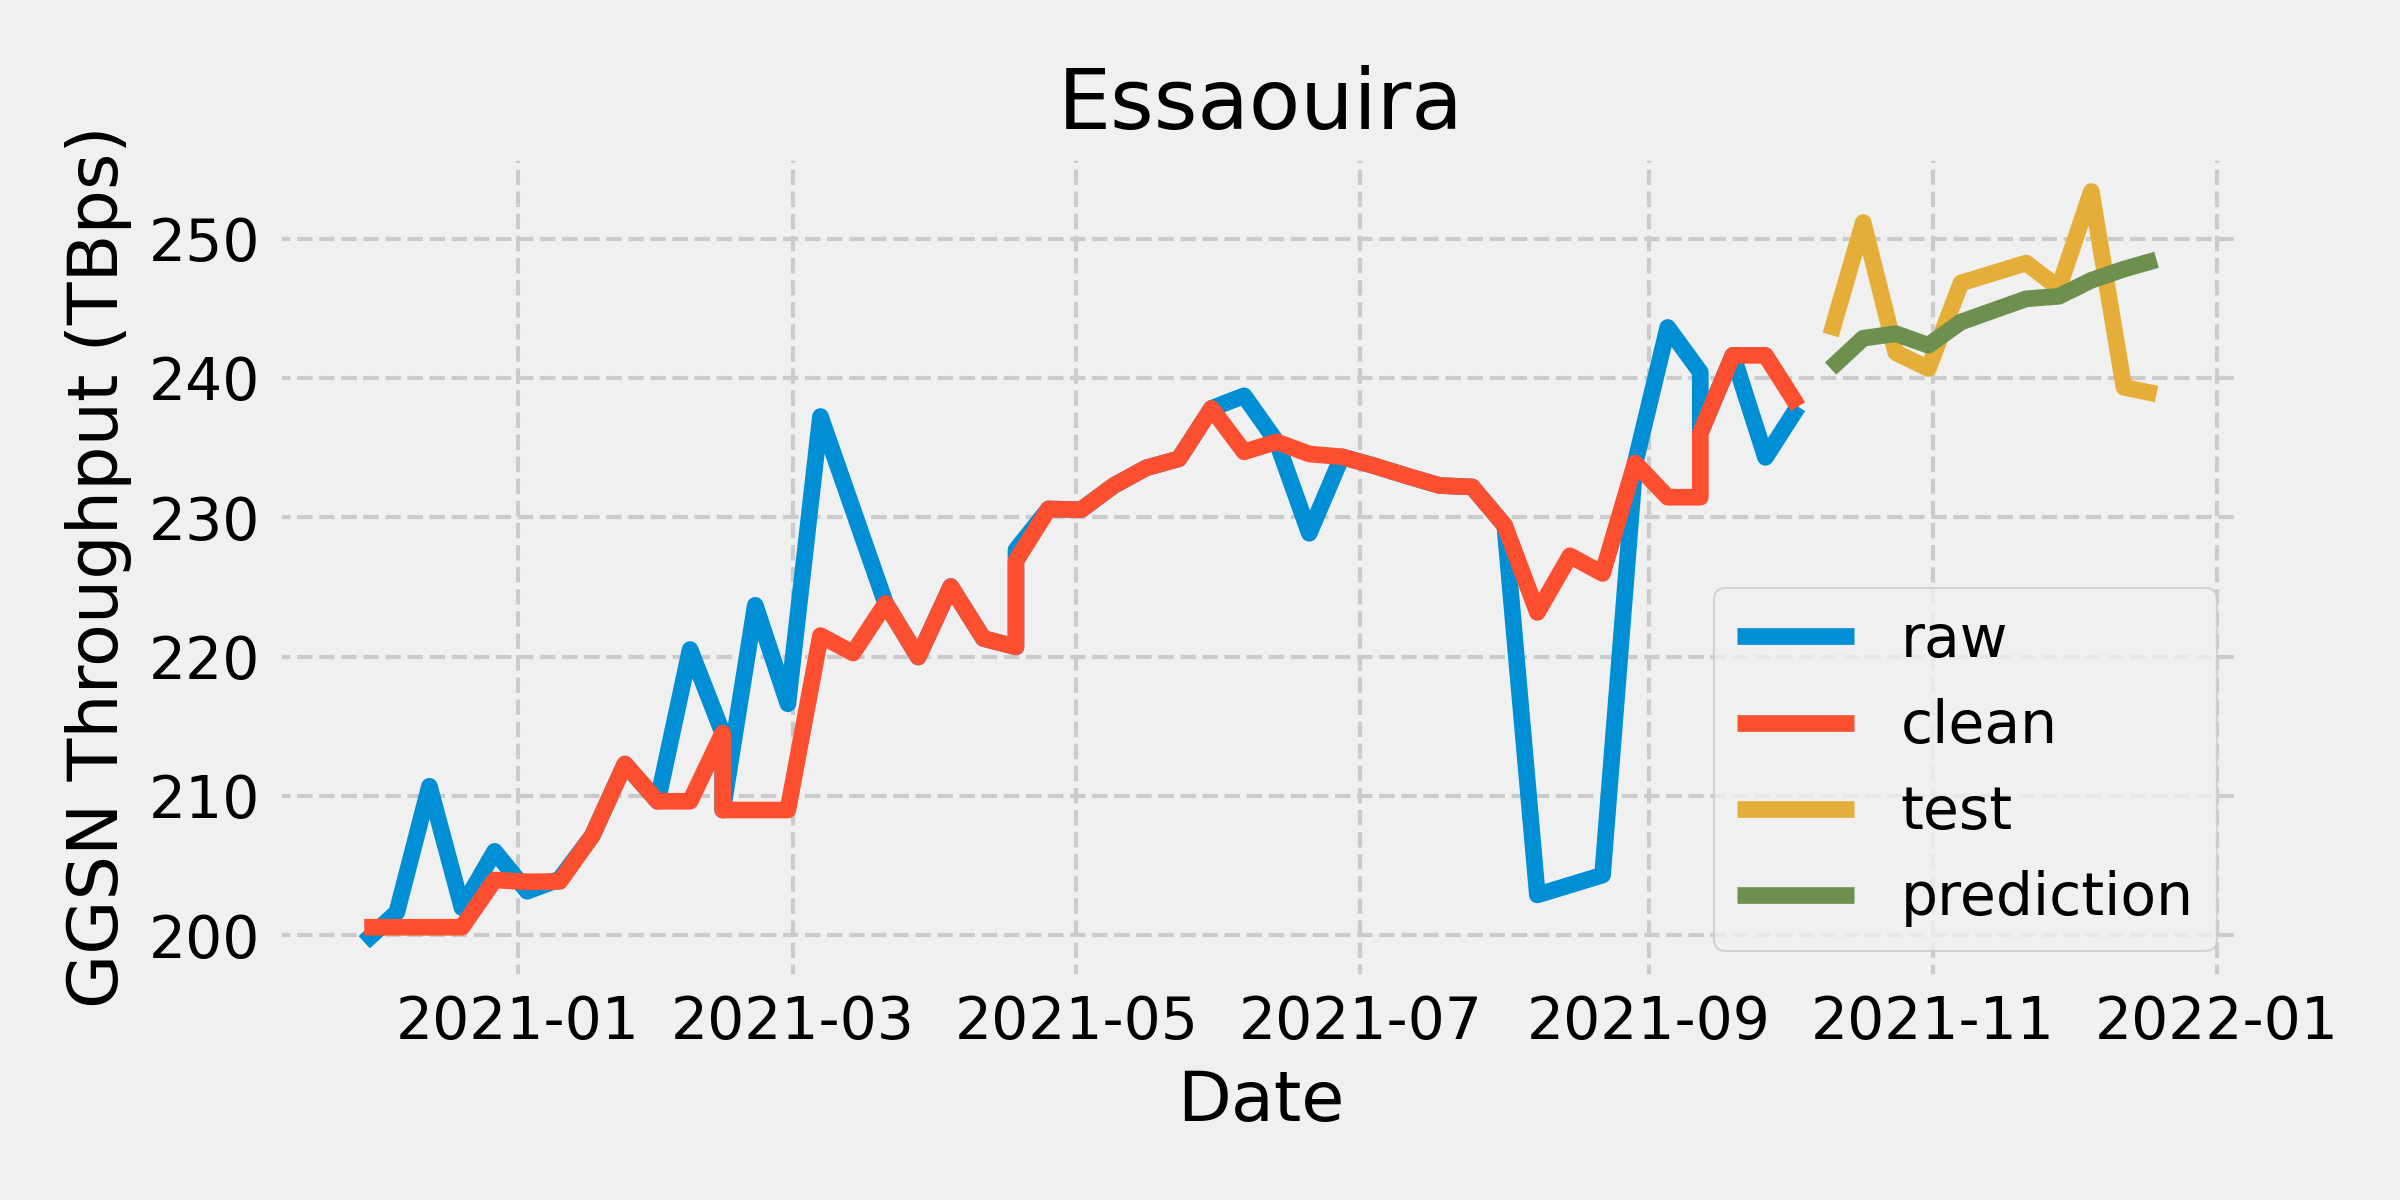 Essaouira
GGSN Throughput (TBps)
250
240
230
220
210
200
raw
clean
test
prediction
2021-01 2021-03 2021-05 2021-07 2021-09 2021-11 2022-01
Date